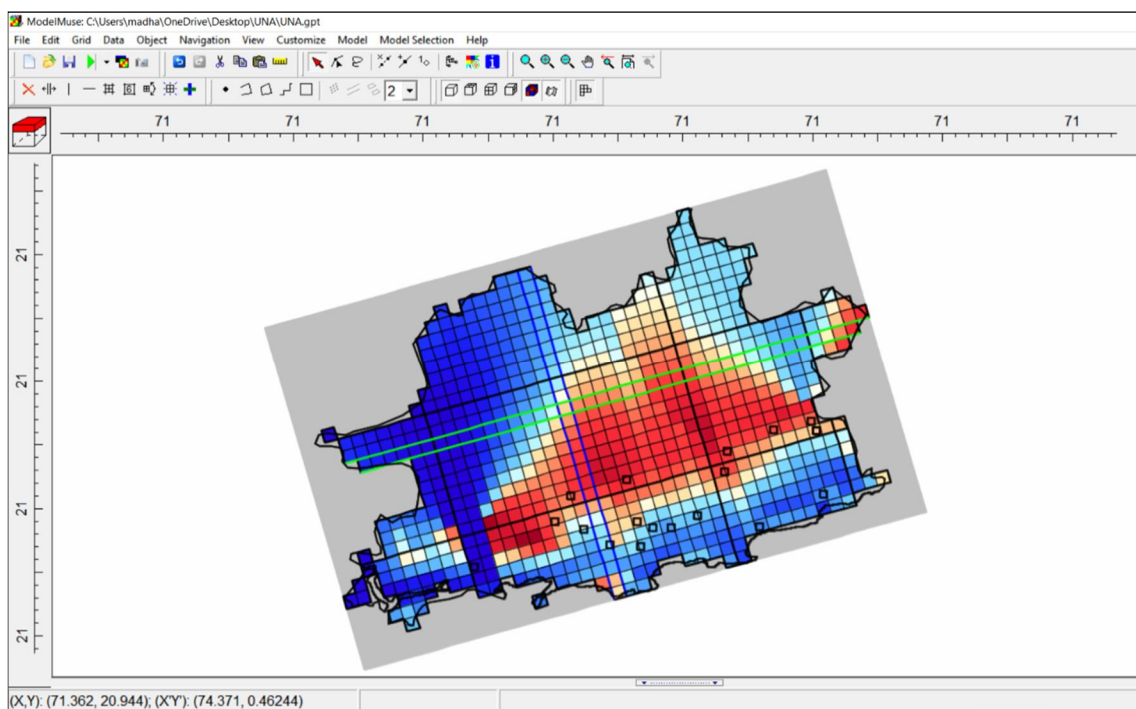 ModelMuse: C:\Users\madha\OneDrive\Desktop\UNA\UNA.gpt
File Edit Grid Data Object Navigation View Customize Model Model Selection Help
2
71 71 71 71 71 71 71 71
21
21
21
21
(X,Y): (71.362, 20.944); (X'Y'): (74.371, 0.46244)